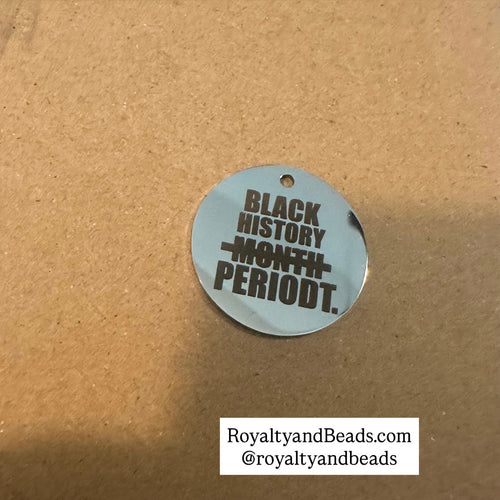 BLACK
HISTORY
MONTH
PERIODT.
RoyaltyandBeads.com
@royaltyandbeads